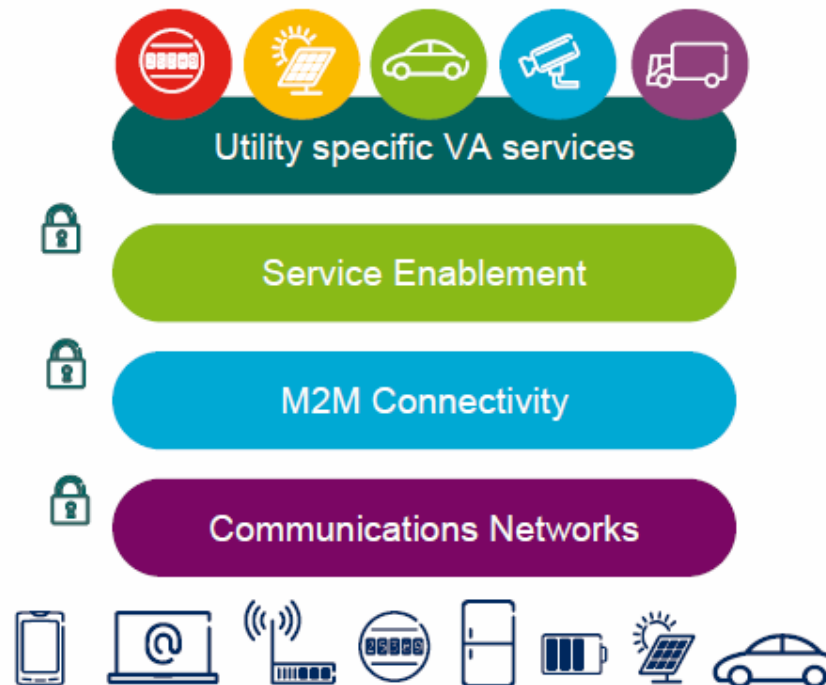 Utility specific VA services
Service Enablement
M2M Connectivity
Communications Networks
@